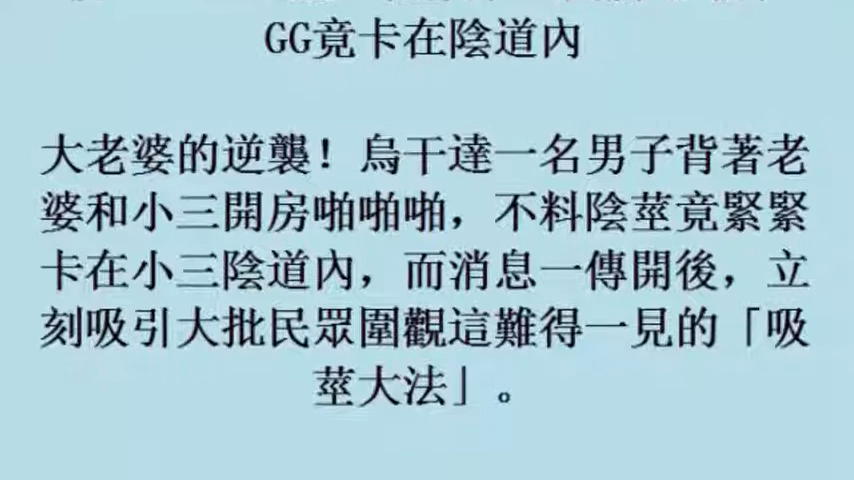 GG竟卡在陰道內
大老婆的逆襲！烏干達一名男子背著老
婆和小三開房啪啪啪，不料陰莖竟緊緊
卡在小三陰道內，而消息一傳開後，立
刻吸引大批民眾圍觀這難得一見的「吸
莖大法」。